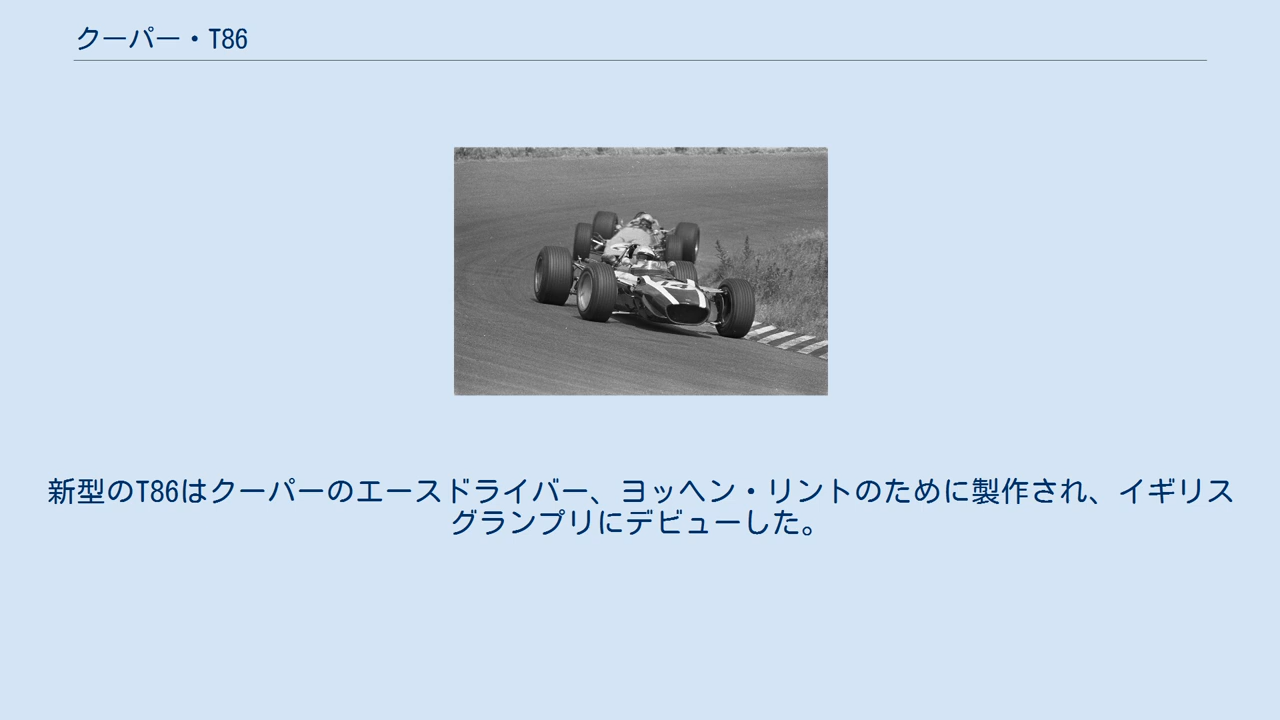 クーパー・T86
新型のT86はクーパーのエースドライバー、ヨッヘン・リントのために製作され、イギリス
グランプリにデビューした。